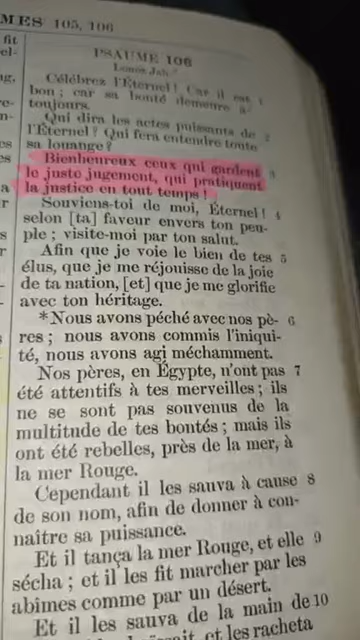 MES 105, 106
fit
el-
PSAUME 106
Louez Jah
Célébrez l'Éternel! Car il est 1
bon; car sa bonté demeure à
toujours.
Qui dira les actes puissants de 2
l'Éternel? Qui fera entendre toute
sa louange?
Bienheureux ceux qui gardent 3
le juste jugement, qui pratiquent
la justice en tout temps!
Souviens-toi de moi, Éternel! 4
selon [ta] faveur envers ton peu-
ple; visite-moi par ton salut.
Afin que je voie le bien de tes 5
élus, que je me réjouisse de la joie
de ta nation, [et] que je me glorifie
avec ton héritage.
*Nous avons péché avec nos pè- 6
res; nous avons commis l'iniqui-
té, nous avons agi méchamment.
Nos pères, en Égypte, n'ont pas 7
été attentifs à tes merveilles; ils
ne se sont pas souvenus de la
multitude de tes bontés; mais ils
ont été rebelles, près de la mer, à
la mer Rouge.
Cependant il les sauva à cause 8
de son nom, afin de donner à con-
naître sa puissance.
Et il tança la mer Rouge, et elle 9
sécha; et il les fit marcher par les
abîmes comme par un désert.
Et il les sauva de la main de 10
et les racheta